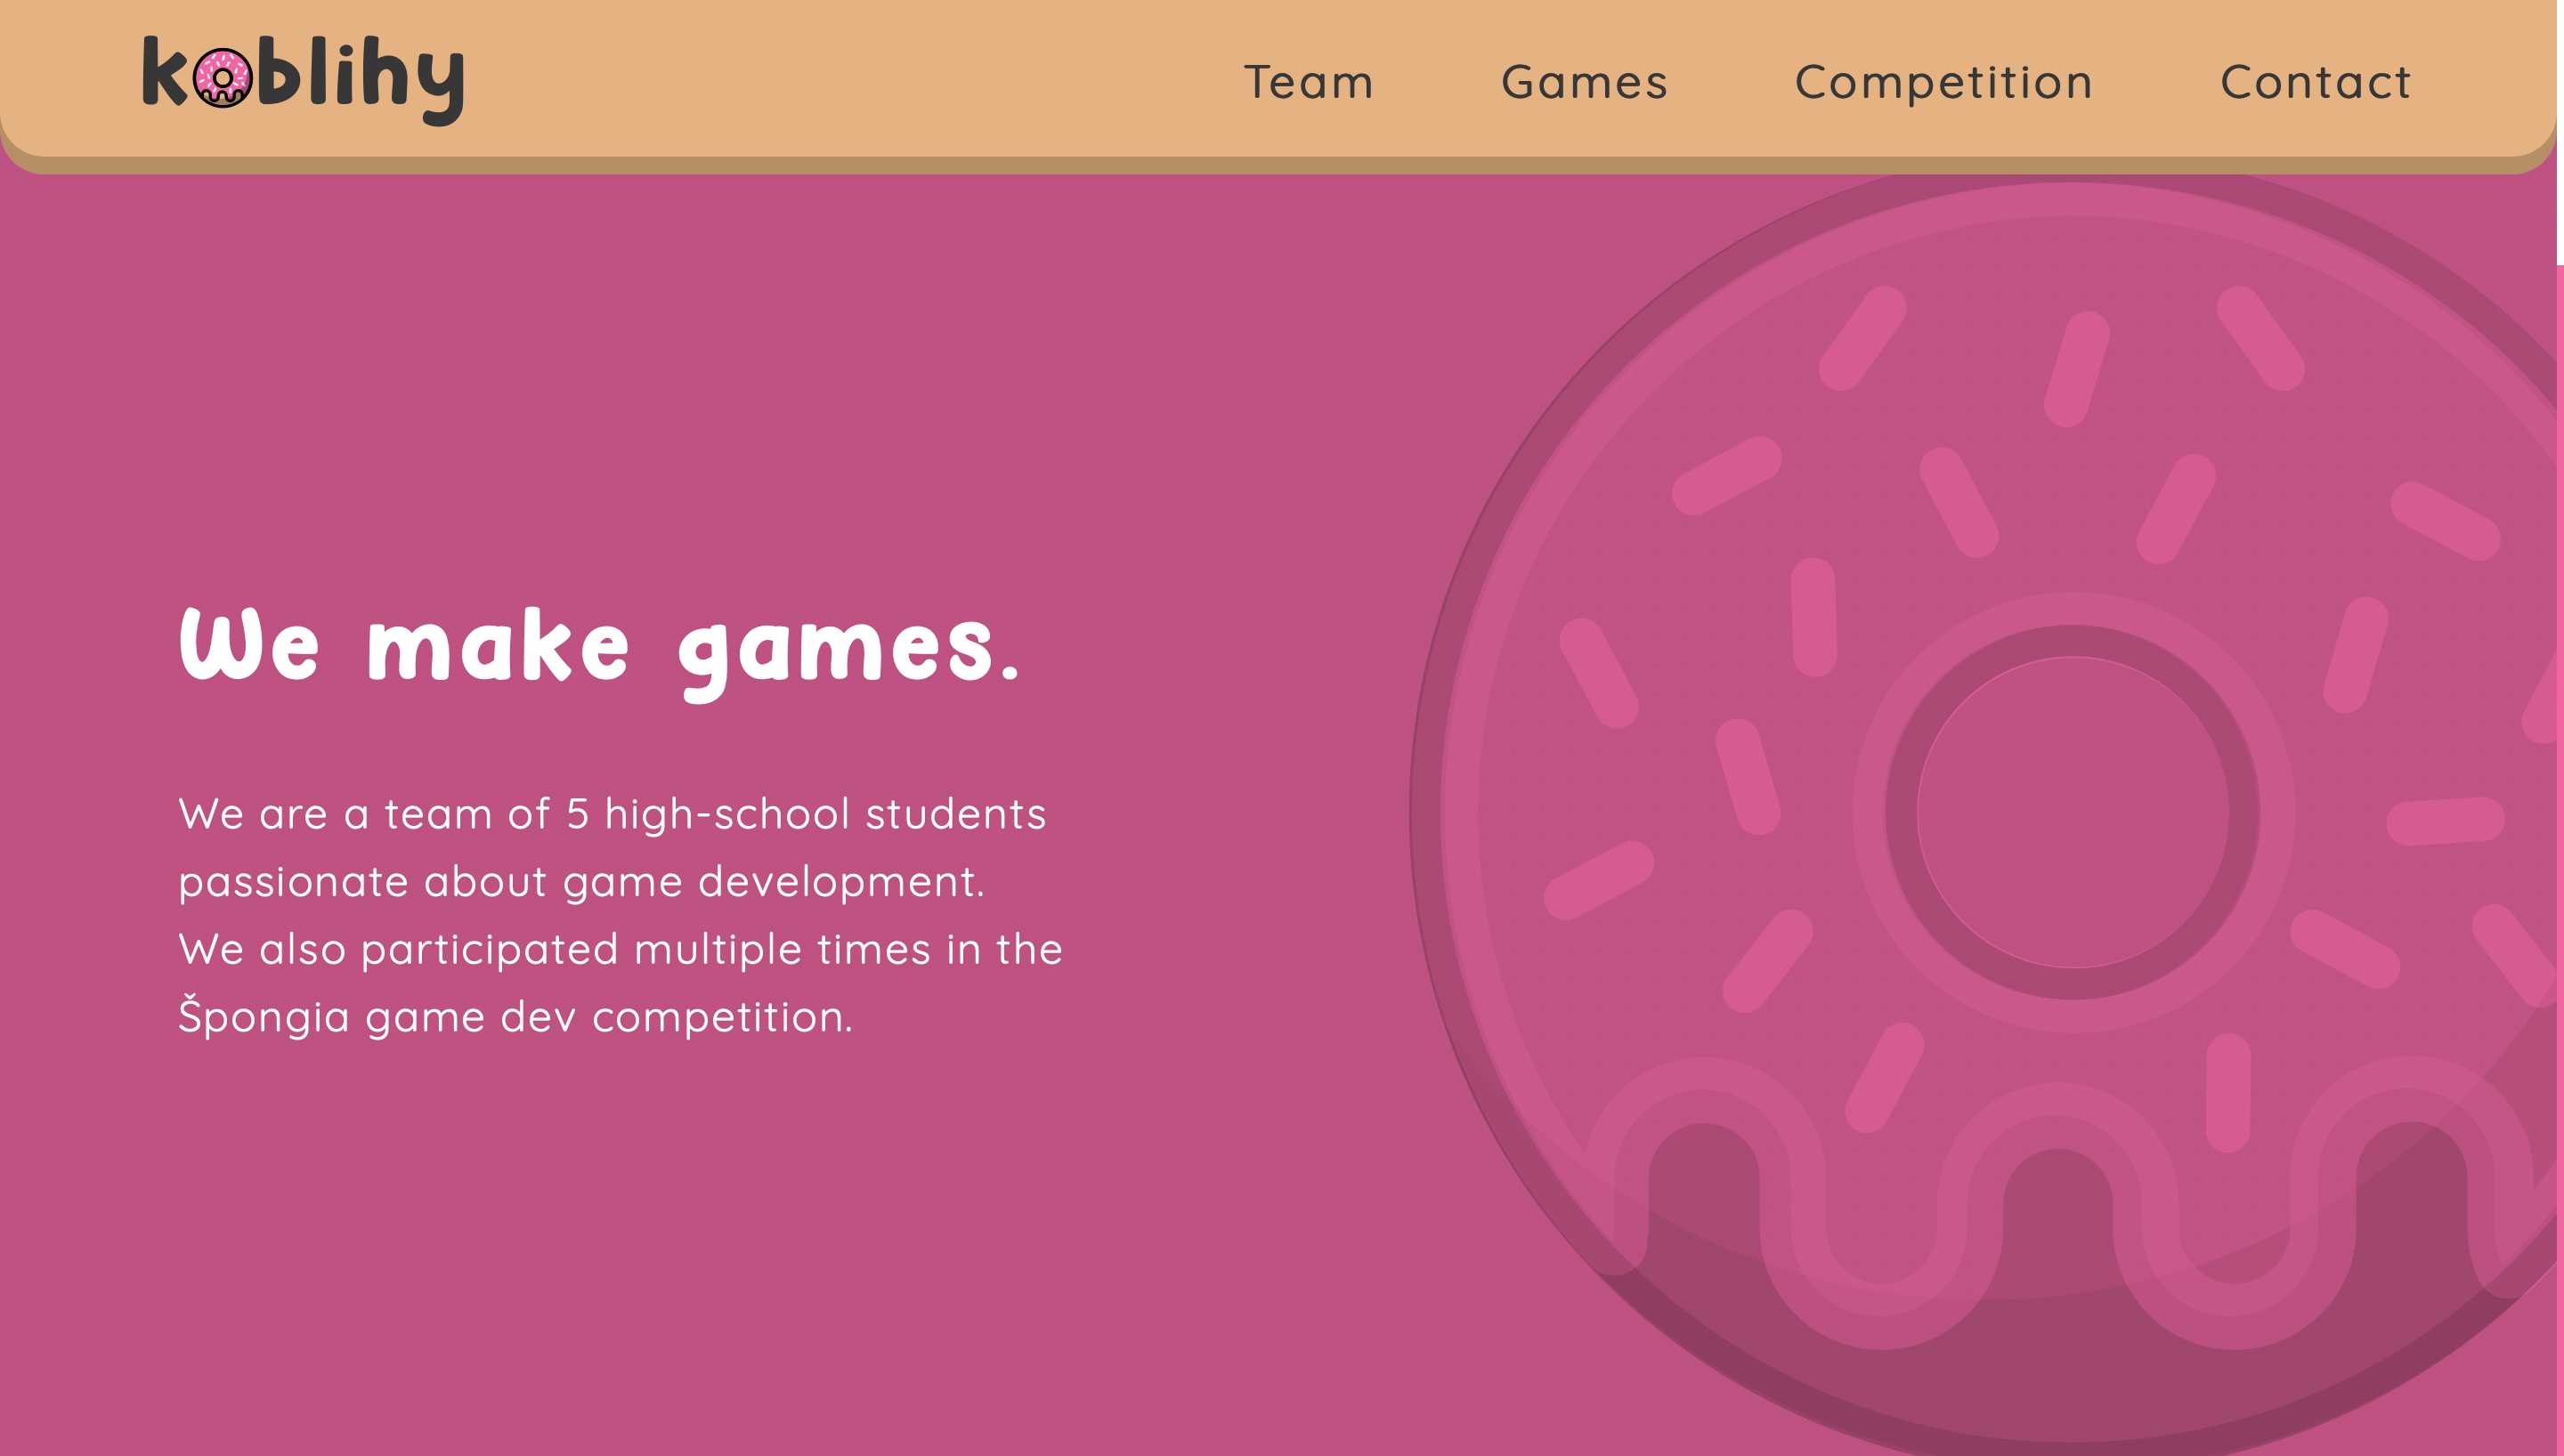 koblihy
Team Games Competition Contact
We make games.
We are a team of 5 high-school students
passionate about game development.
We also participated multiple times in the
Špongia game dev competition.